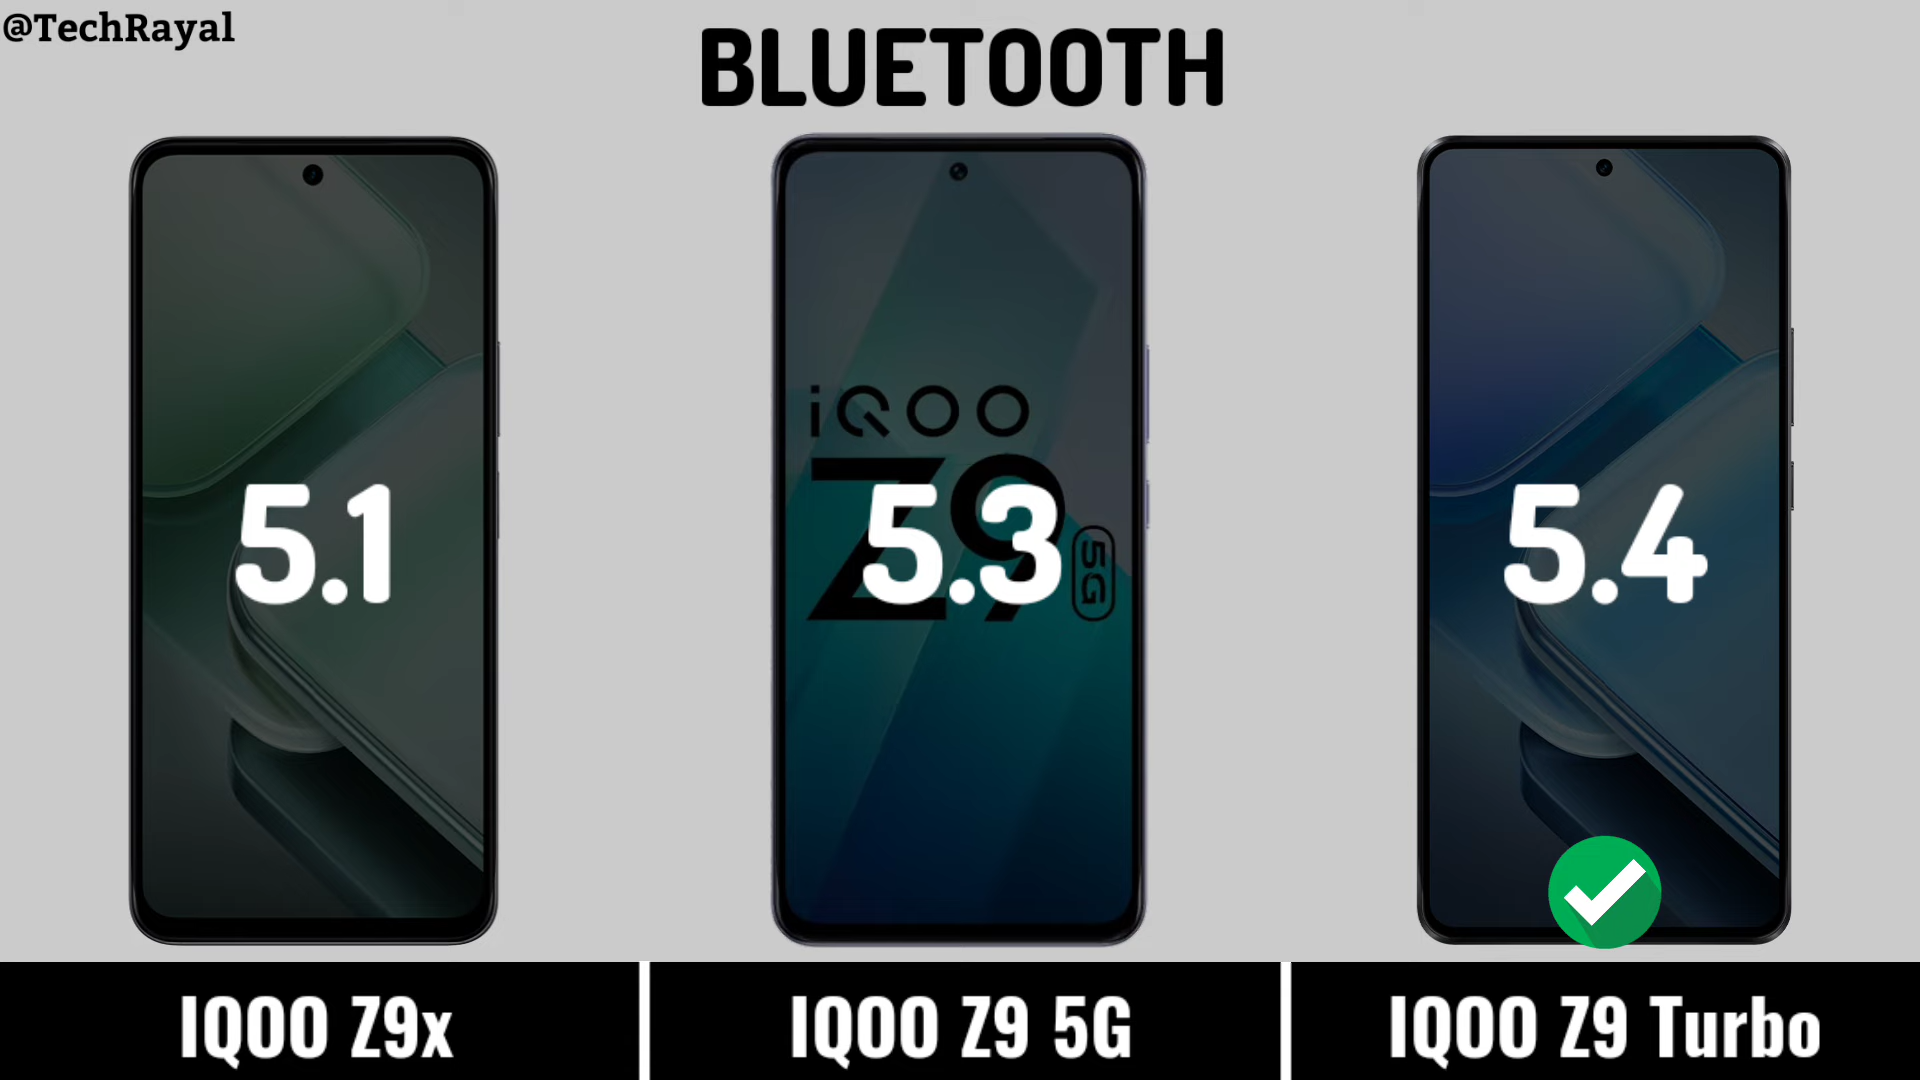 @TechRayal
BLUETOOTH
iQOO
Z9 5G
5.1
5.3
5.4
IQOO Z9x
IQOO Z9 5G
IQOO Z9 Turbo